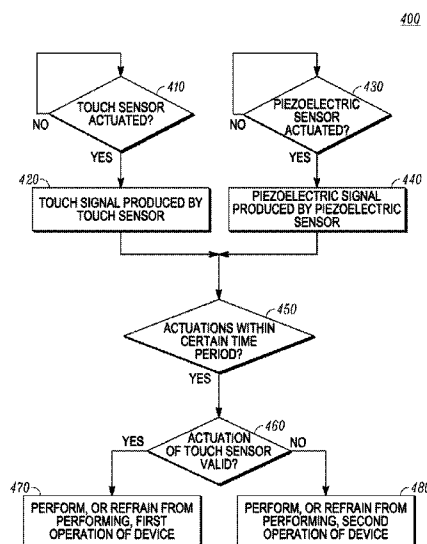 400
410
TOUCH SENSOR
ACTUATED?
NO
YES
430
PIEZOELECTRIC
SENSOR
ACTUATED?
NO
YES
420
TOUCH SIGNAL PRODUCED BY
TOUCH SENSOR
440
PIEZOELECTRIC SIGNAL
PRODUCED BY PIEZOELECTRIC
SENSOR
450
ACTUATIONS WITHIN
CERTAIN TIME
PERIOD?
YES
460
ACTUATION
OF TOUCH SENSOR
VALID?
YES
NO
470
PERFORM, OR REFRAIN FROM
PERFORMING, FIRST
OPERATION OF DEVICE
480
PERFORM, OR REFRAIN FROM
PERFORMING, SECOND
OPERATION OF DEVICE